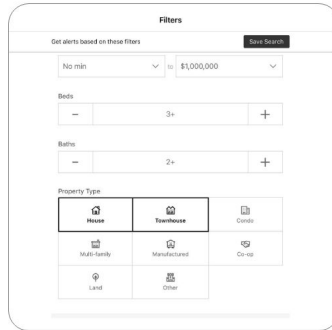 Filters
Get alerts based on these filters Save Search
No min to $1,000,000
Beds
− 3+ +
Baths
− 2+ +
Property Type
House Townhouse Condo
Multi-family Manufactured Co-op
Land Other